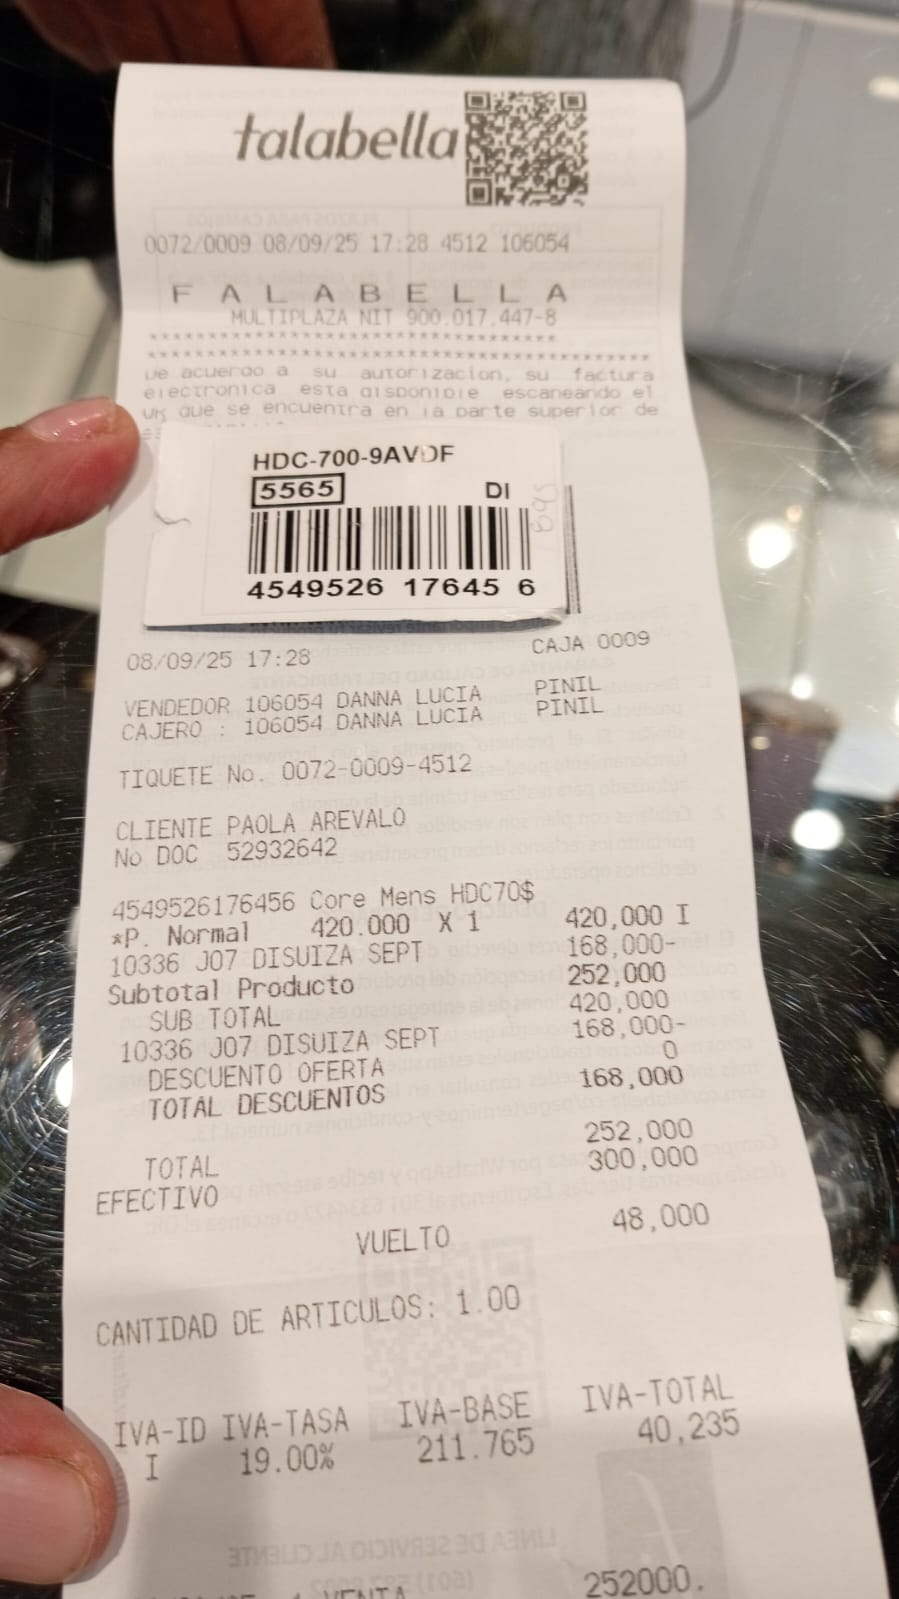 falabella
0072/0009 08/09/25 17:28 4512 106054
F A L A B E L L A
MULTIPLAZA NIT 900.017.447-8
****************************************
************************************************
De acuerdo a su autorizacion, su factura
electronica esta disponible escaneando el
QR que se encuentra en la parte superior de
HDC-700-9AVDF
5565 DI
4549526 17645 6
08/09/25 17:28 CAJA 0009
VENDEDOR 106054 DANNA LUCIA PINIL
CAJERO : 106054 DANNA LUCIA PINIL
TIQUETE No. 0072-0009-4512
CLIENTE PAOLA AREVALO
No DOC 52932642
4549526176456 Core Mens HDC70$
*P. Normal 420.000 X 1 420,000 I
10336 J07 DISUIZA SEPT 168,000-
Subtotal Producto 252,000
SUB TOTAL 420,000
10336 J07 DISUIZA SEPT 168,000-
DESCUENTO OFERTA 0
TOTAL DESCUENTOS 168,000
TOTAL 252,000
EFECTIVO 300,000
VUELTO 48,000
CANTIDAD DE ARTICULOS: 1.00
IVA-ID IVA-TASA IVA-BASE IVA-TOTAL
I 19.00% 211.765 40,235
VENTA 252000.